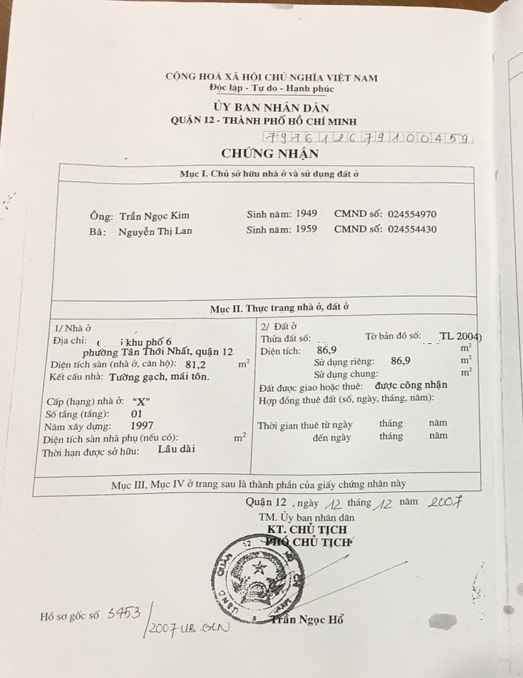 CỘNG HOÀ XÃ HỘI CHỦ NGHĨA VIỆT NAM
Độc lập - Tự do - Hạnh phúc
ỦY BAN NHÂN DÂN
QUẬN 12 - THÀNH PHỐ HỒ CHÍ MINH
797612679100459
CHỨNG NHẬN
Mục I. Chủ sở hữu nhà ở và sử dụng đất ở
Ông: Trần Ngọc Kim Sinh năm: 1949 CMND số: 024554970
Bà: Nguyễn Thị Lan Sinh năm: 1959 CMND số: 024554430
Mục II. Thực trạng nhà ở, đất ở
1/ Nhà ở
Địa chỉ: khu phố 6
phường Tân Thới Nhất, quận 12
Diện tích sàn (nhà ở, căn hộ): 81,2 m²
Kết cấu nhà: Tường gạch, mái tôn.
Cấp (hạng) nhà ở: "X"
Số tầng (tầng): 01
Năm xây dựng: 1997
Diện tích sàn nhà phụ (nếu có): m²
Thời hạn được sở hữu: Lâu dài
2/ Đất ở
Thửa đất số: Tờ bản đồ số: TL 2004)
Diện tích: 86,9 m²
Sử dụng riêng: 86,9 m²
Sử dụng chung: m²
Đất được giao hoặc thuê: được công nhận
Hợp đồng thuê đất (số, ngày, tháng, năm):
Thời gian thuê từ ngày tháng năm
đến ngày tháng năm
Mục III, Mục IV ở trang sau là thành phần của giấy chứng nhận này
Quận 12 , ngày 12 tháng 12 năm 2007
TM. Ủy ban nhân dân
KT. CHỦ TỊCH
PHÓ CHỦ TỊCH
Trần Ngọc Hổ
Hồ sơ gốc số 3453
/2007 UB.GCN